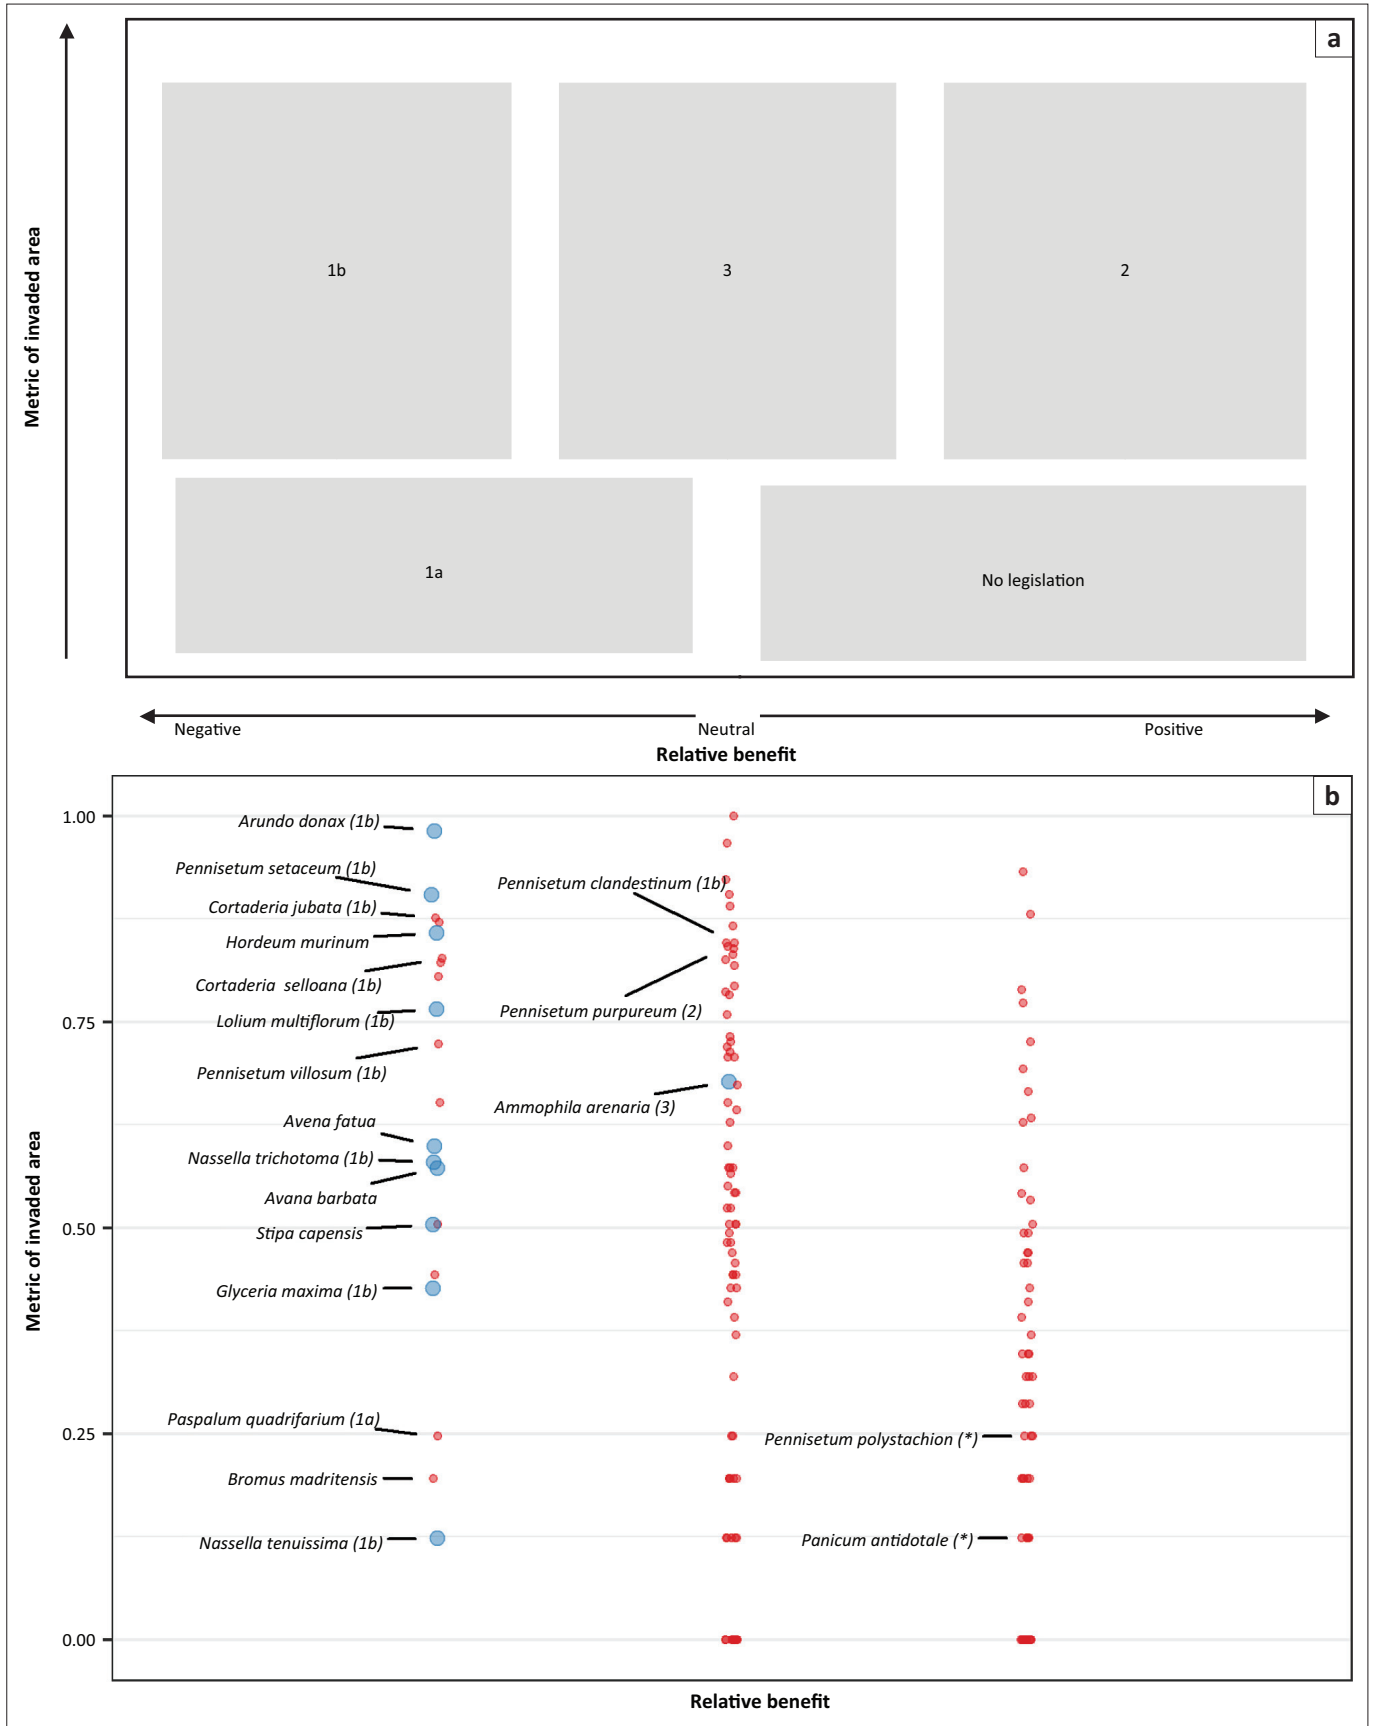 a
Metric of invaded area
1b
3
2
1a
No legislation
Negative
Neutral
Positive
Relative benefit
b
Metric of invaded area
1.00
0.75
0.50
0.25
0.00
Arundo donax (1b)
Pennisetum setaceum (1b)
Cortaderia jubata (1b)
Hordeum murinum
Cortaderia selloana (1b)
Lolium multiflorum (1b)
Pennisetum villosum (1b)
Avena fatua
Nassella trichotoma (1b)
Avana barbata
Stipa capensis
Glyceria maxima (1b)
Paspalum quadrifarium (1a)
Bromus madritensis
Nassella tenuissima (1b)
Pennisetum clandestinum (1b)
Pennisetum purpureum (2)
Ammophila arenaria (3)
Pennisetum polystachion (*)
Panicum antidotale (*)
Relative benefit